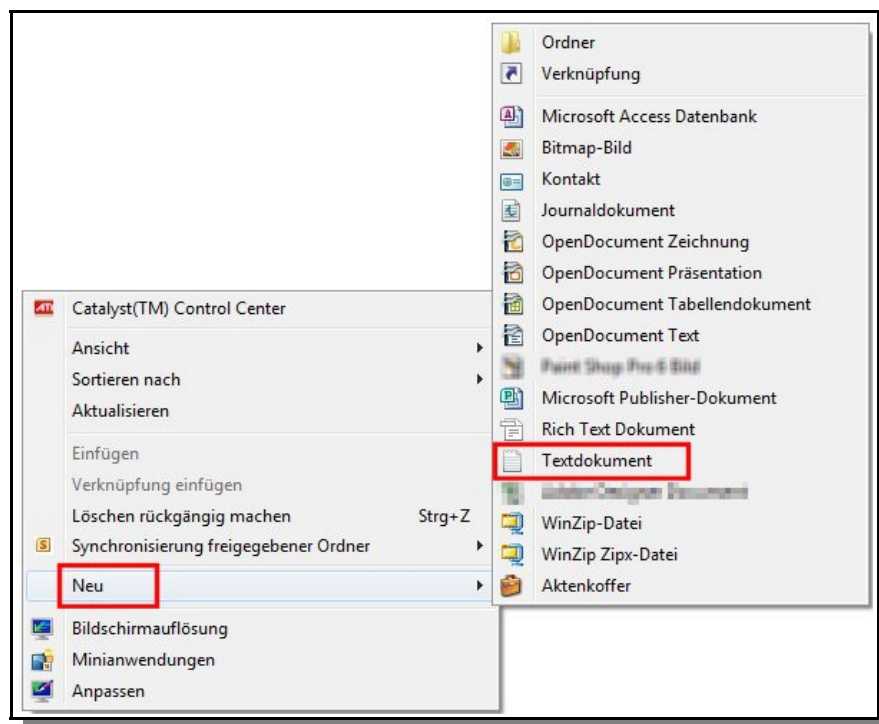 Ordner
Verknüpfung
Microsoft Access Datenbank
Bitmap-Bild
Kontakt
Journaldokument
OpenDocument Zeichnung
OpenDocument Präsentation
OpenDocument Tabellendokument
OpenDocument Text
Microsoft Publisher-Dokument
Rich Text Dokument
Textdokument
WinZip-Datei
WinZip Zipx-Datei
Aktenkoffer
Catalyst(TM) Control Center
Ansicht
Sortieren nach
Aktualisieren
Einfügen
Verknüpfung einfügen
Löschen rückgängig machen Strg+Z
Synchronisierung freigegebener Ordner
Neu
Bildschirmauflösung
Minianwendungen
Anpassen